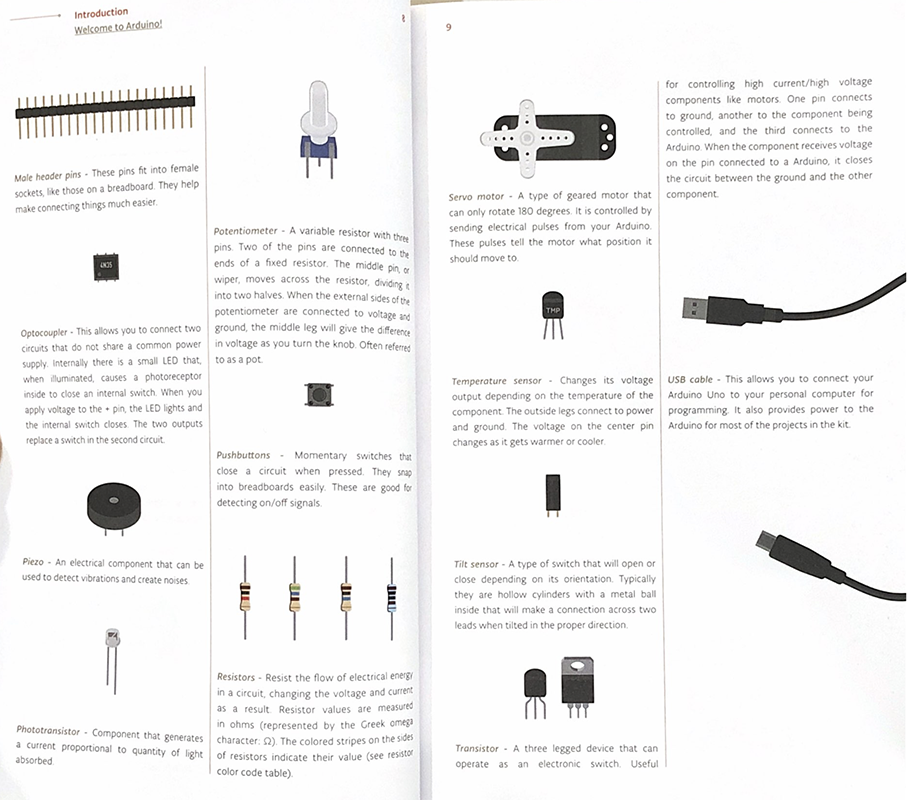 Introduction
Welcome to Arduino!
8
Male header pins - These pins fit into female
sockets, like those on a breadboard. They help
make connecting things much easier.
4N35
Optocoupler - This allows you to connect two
circuits that do not share a common power
supply. Internally there is a small LED that,
when illuminated, causes a photoreceptor
inside to close an internal switch. When you
apply voltage to the + pin, the LED lights and
the internal switch closes. The two outputs
replace a switch in the second circuit.
Piezo - An electrical component that can be
used to detect vibrations and create noises
Phototransistor - Component that generates
a current proportional to quantity of light
absorbed.
Potentiometer - A variable resistor with three
pins. Two of the pins are connected to the
ends of a fixed resistor. The middle pin, or
wiper, moves across the resistor, dividing it
into two halves. When the external sides of the
potentiometer are connected to voltage and
ground, the middle leg will give the difference
in voltage as you turn the knob. Often referred
to as a pot.
Pushbuttons - Momentary switches that
close a circuit when pressed. They snap
into breadboards easily. These are good for
detecting on/off signals.
Resistors - Resist the flow of electrical energy
in a circuit, changing the voltage and current
as a result. Resistor values are measured
in ohms (represented by the Greek omega
character: Ω). The colored stripes on the sides
of resistors indicate their value (see resistor
color code table).
9
Servo motor - A type of geared motor that
can only rotate 180 degrees. It is controlled by
sending electrical pulses from your Arduino.
These pulses tell the motor what position it
should move to.
TMP
Temperature sensor - Changes its voltage
output depending on the temperature of the
component. The outside legs connect to power
and ground. The voltage on the center pin
changes as it gets warmer or cooler.
Tilt sensor - A type of switch that will open or
close depending on its orientation. Typically
they are hollow cylinders with a metal ball
inside that will make a connection across two
leads when tilted in the proper direction.
Transistor - A three legged device that can
operate as an electronic switch. Useful
for controlling high current/high voltage
components like motors. One pin connects
to ground, another to the component being
controlled, and the third connects to the
Arduino. When the component receives voltage
on the pin connected to a Arduino, it closes
the circuit between the ground and the other
component.
USB cable - This allows you to connect your
Arduino Uno to your personal computer for
programming. It also provides power to the
Arduino for most of the projects in the kit.